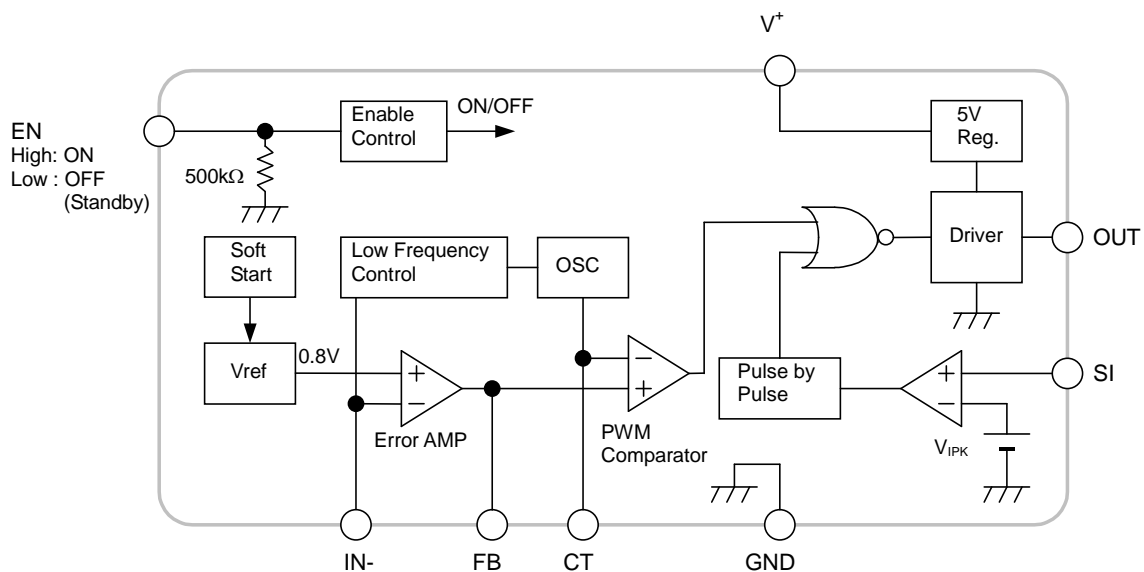 V+
EN
High: ON
Low : OFF
(Standby)
Enable
Control
ON/OFF
500kΩ
5V
Reg.
Soft
Start
Low Frequency
Control
OSC
Driver
OUT
Vref
0.8V
+
−
Error AMP
−
+
PWM
Comparator
Pulse by
Pulse
+
−
SI
VIPK
IN-
FB
CT
GND